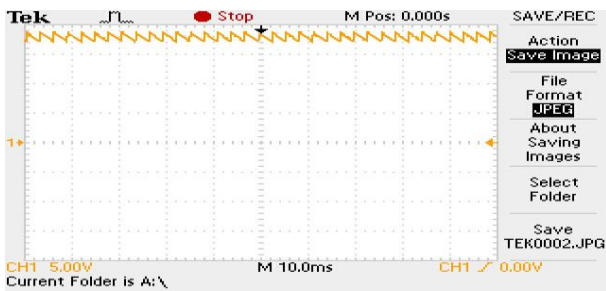 Tek Stop M Pos: 0.000s SAVE/REC
Action
Save Image
File
Format
JPEG
About
Saving
Images
Select
Folder
Save
TEK0002.JPG
1
CH1 5.00V M 10.0ms CH1 0.00V
Current Folder is A:\